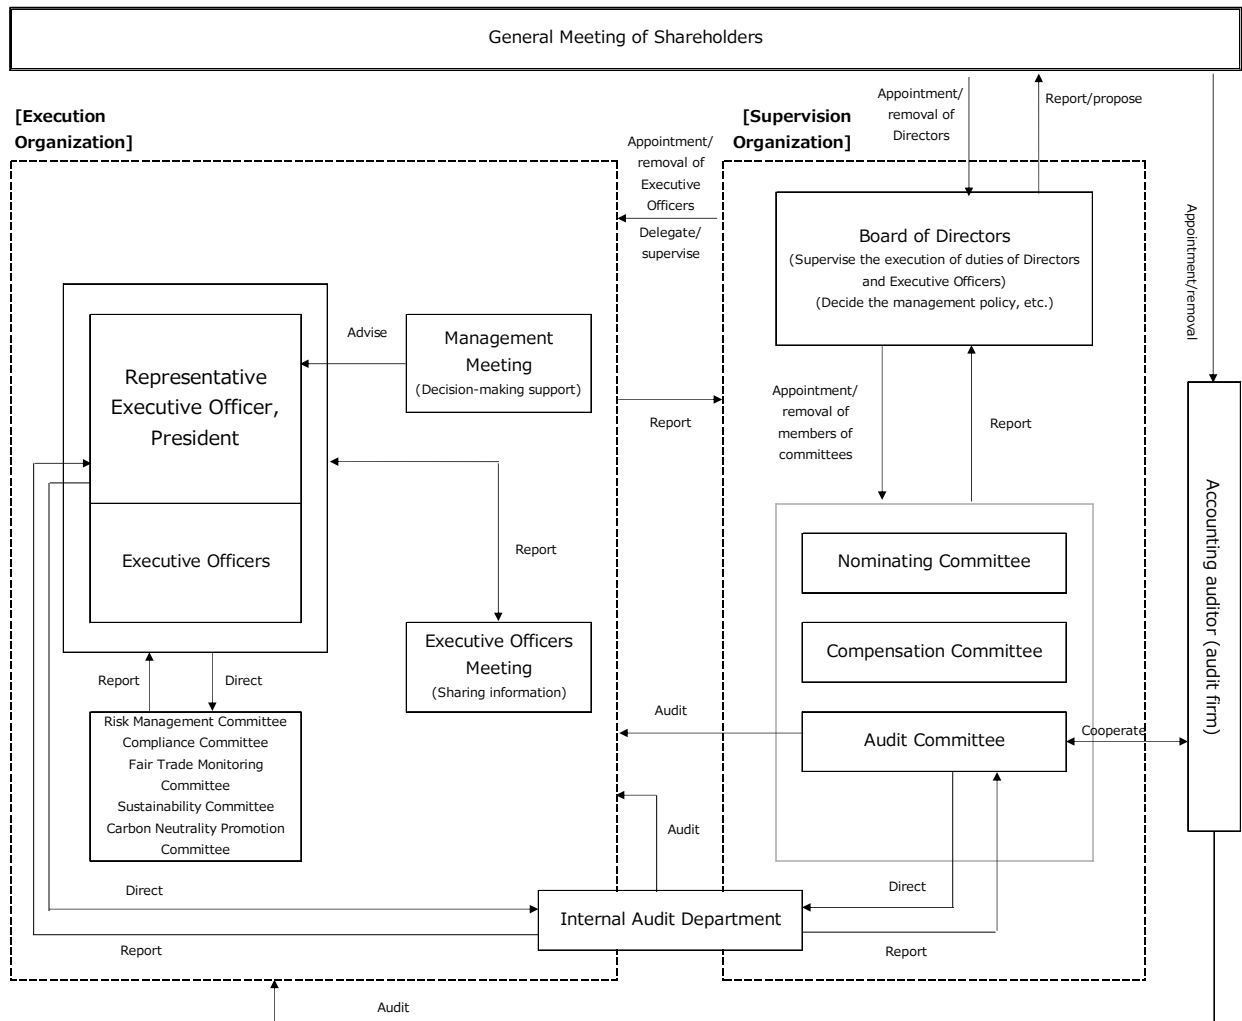 General Meeting of Shareholders
[Execution
Organization]
[Supervision
Organization]
Appointment/
removal of
Directors
Report/propose
Appointment/
removal of
Executive
Officers
Delegate/
supervise
Appointment/removal
Board of Directors
(Supervise the execution of duties of Directors
and Executive Officers)
(Decide the management policy, etc.)
Representative
Executive Officer,
President
Advise
Management
Meeting
(Decision-making support)
Report
Appointment/
removal of
members of
committees
Report
Executive Officers
Report
Executive Officers
Meeting
(Sharing information)
Nominating Committee
Compensation Committee
Audit Committee
Cooperate
Accounting auditor (audit firm)
Report
Direct
Risk Management Committee
Compliance Committee
Fair Trade Monitoring
Committee
Sustainability Committee
Carbon Neutrality Promotion
Committee
Audit
Audit
Direct
Report
Internal Audit Department
Direct
Report
Audit